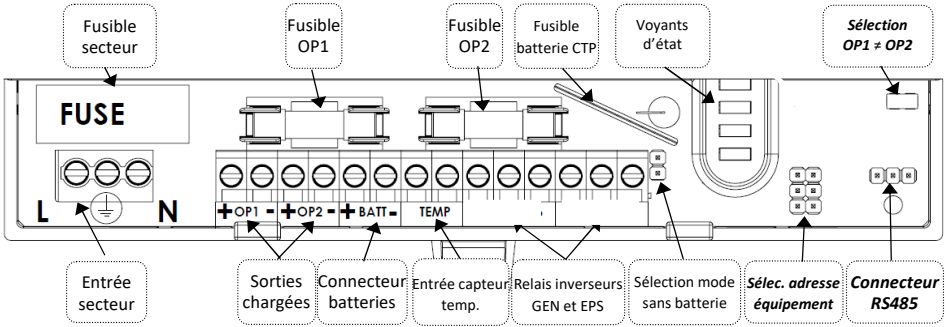 Fusible
secteur
Fusible
OP1
Fusible
OP2
Fusible
batterie CTP
Voyants
d'état
Sélection
OP1 ≠ OP2
FUSE
L
N
+ OP1 -
+ OP2 -
+ BATT -
TEMP
Entrée
secteur
Sorties
chargées
Connecteur
batteries
Entrée capteur
temp.
Relais inverseurs
GEN et EPS
Sélection mode
sans batterie
Sélec. adresse
équipement
Connecteur
RS485